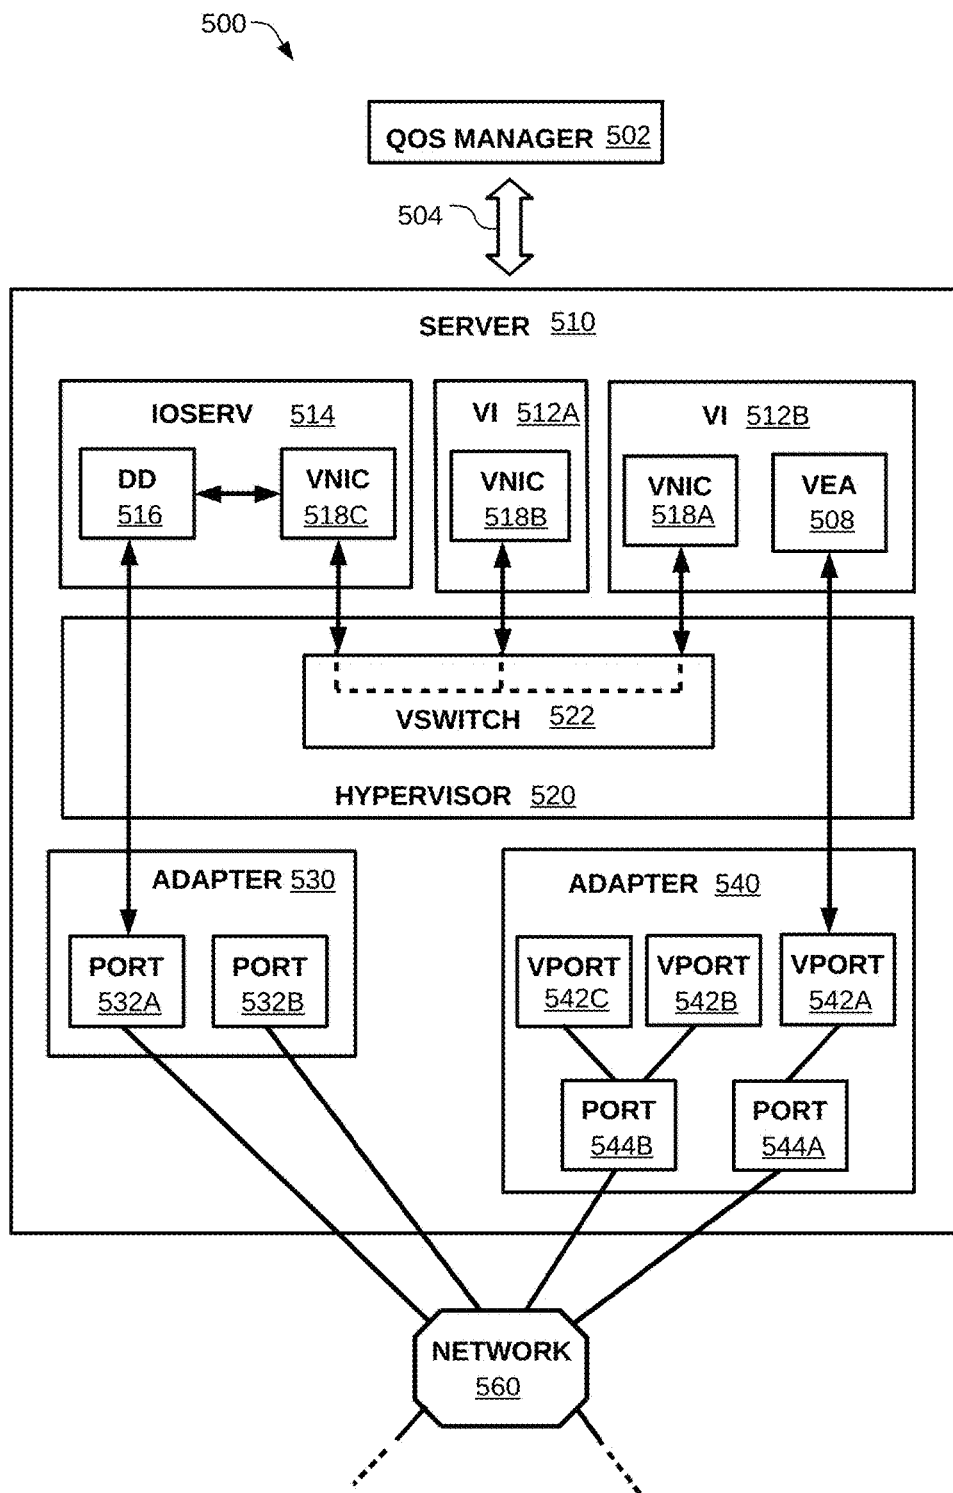 500
QOS MANAGER 502
504
SERVER 510
IOSERV 514
DD
516
VNIC
518C
VI 512A
VNIC
518B
VI 512B
VNIC
518A
VEA
508
VSWITCH 522
HYPERVISOR 520
ADAPTER 530
PORT
532A
PORT
532B
ADAPTER 540
VPORT
542C
VPORT
542B
VPORT
542A
PORT
544B
PORT
544A
NETWORK
560